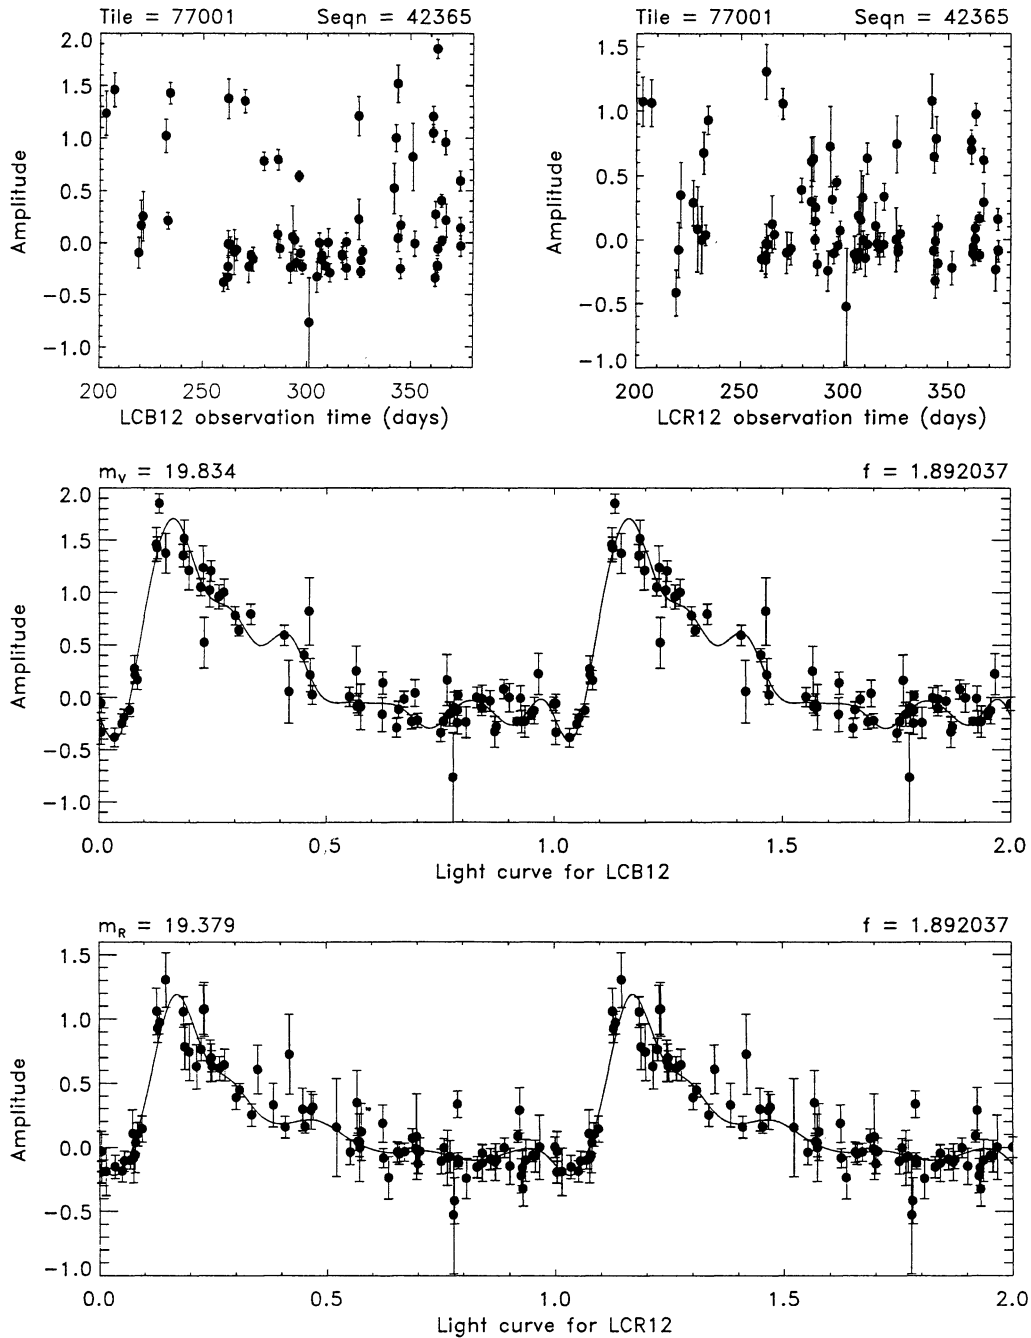 Tile = 77001 Seqn = 42365
Tile = 77001 Seqn = 42365
Amplitude
2.0
1.5
1.0
0.5
0.0
−0.5
−1.0
200 250 300 350
LCB12 observation time (days)
Amplitude
1.5
1.0
0.5
0.0
−0.5
−1.0
200 250 300 350
LCR12 observation time (days)
mV = 19.834 f = 1.892037
Amplitude
2.0
1.5
1.0
0.5
0.0
−0.5
−1.0
0.0 0.5 1.0 1.5 2.0
Light curve for LCB12
mR = 19.379 f = 1.892037
Amplitude
1.5
1.0
0.5
0.0
−0.5
−1.0
0.0 0.5 1.0 1.5 2.0
Light curve for LCR12